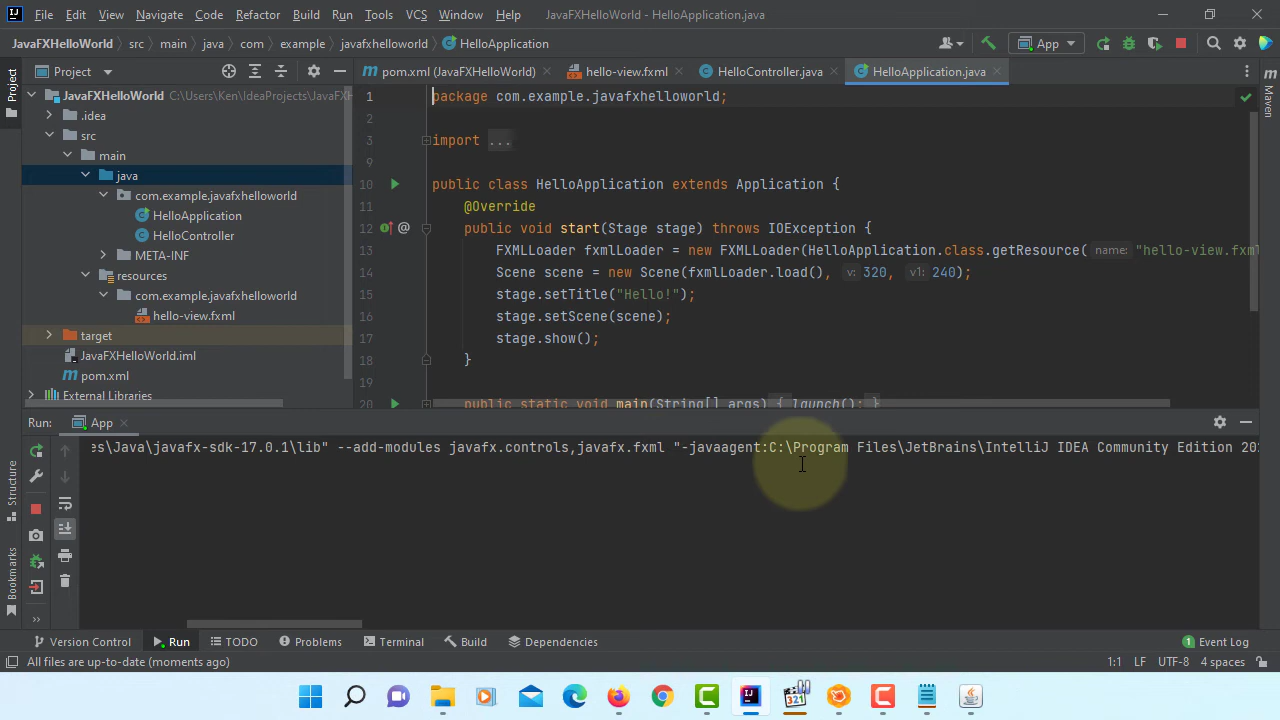 File Edit View Navigate Code Refactor Build Run Tools VCS Window Help JavaFXHelloWorld - HelloApplication.java
JavaFXHelloWorld src main java com example javafxhelloworld HelloApplication App
Project
Project
pom.xml (JavaFXHelloWorld) hello-view.fxml HelloController.java HelloApplication.java
Maven
JavaFXHelloWorld C:\Users\Ken\IdeaProjects\JavaFXH
.idea
src
main
java
com.example.javafxhelloworld
HelloApplication
HelloController
META-INF
resources
com.example.javafxhelloworld
hello-view.fxml
target
JavaFXHelloWorld.iml
pom.xml
External Libraries
1 package com.example.javafxhelloworld;
2
3 import ...
9
10 public class HelloApplication extends Application {
11 @Override
12 @ public void start(Stage stage) throws IOException {
13 FXMLLoader fxmlLoader = new FXMLLoader(HelloApplication.class.getResource( name: "hello-view.fxml
14 Scene scene = new Scene(fxmlLoader.load(), v: 320, v1: 240);
15 stage.setTitle("Hello!");
16 stage.setScene(scene);
17 stage.show();
18 }
19
20 public static void main(String[] args) { launch(); }
Run: App
es\Java\javafx-sdk-17.0.1\lib" --add-modules javafx.controls,javafx.fxml "-javaagent:C:\Program Files\JetBrains\IntelliJ IDEA Community Edition 202
Structure
Bookmarks
Version Control Run TODO Problems Terminal Build Dependencies 1 Event Log
All files are up-to-date (moments ago) 1:1 LF UTF-8 4 spaces
321